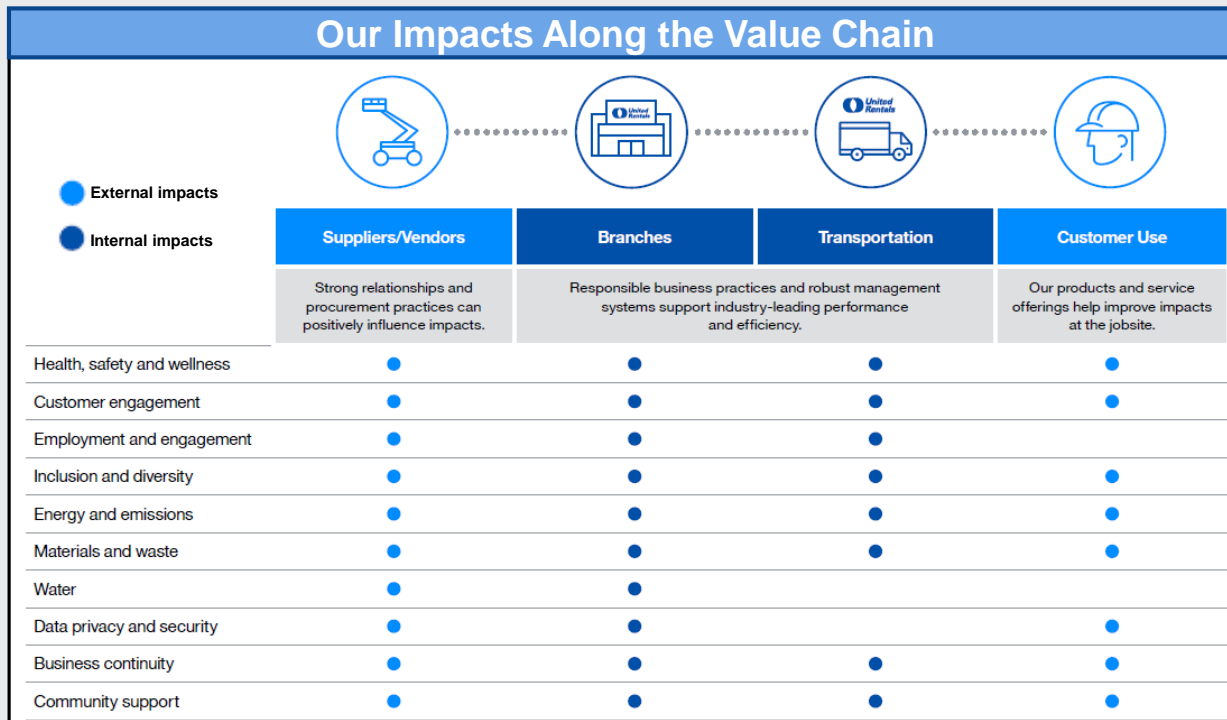 Our Impacts Along the Value Chain
United
Rentals
United
Rentals
External impacts
Internal impacts
Suppliers/Vendors
Branches
Transportation
Customer Use
Strong relationships and
procurement practices can
positively influence impacts.
Responsible business practices and robust management
systems support industry-leading performance
and efficiency.
Our products and service
offerings help improve impacts
at the jobsite.
Health, safety and wellness
Customer engagement
Employment and engagement
Inclusion and diversity
Energy and emissions
Materials and waste
Water
Data privacy and security
Business continuity
Community support